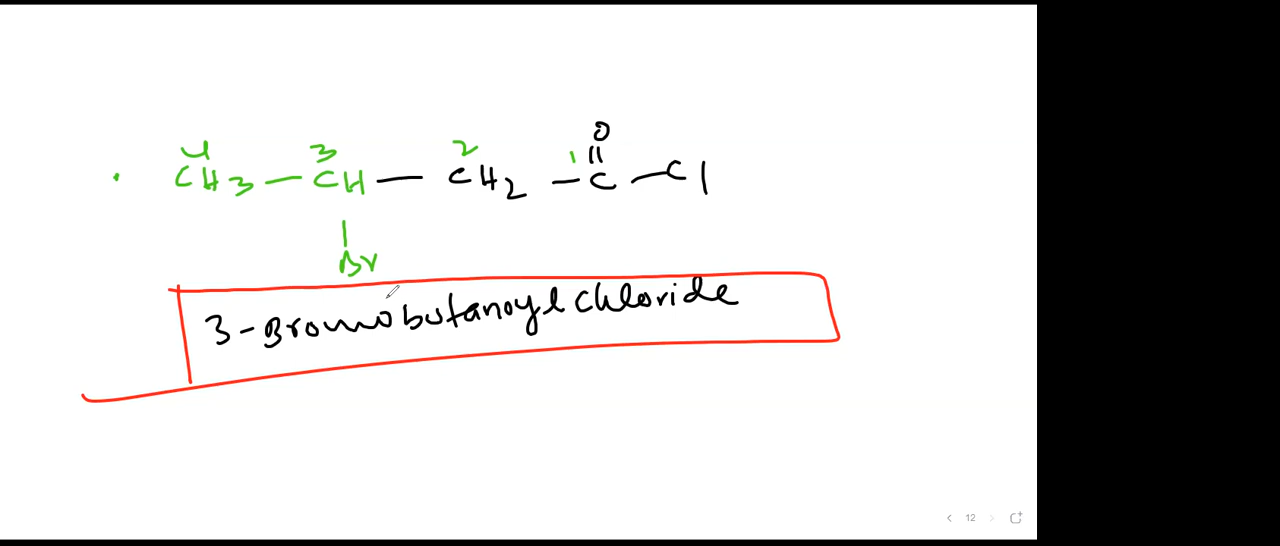 4 3 2 1 O
CH3 — CH — CH2 — C — Cl
Br
3-Bromobutanoyl chloride
12